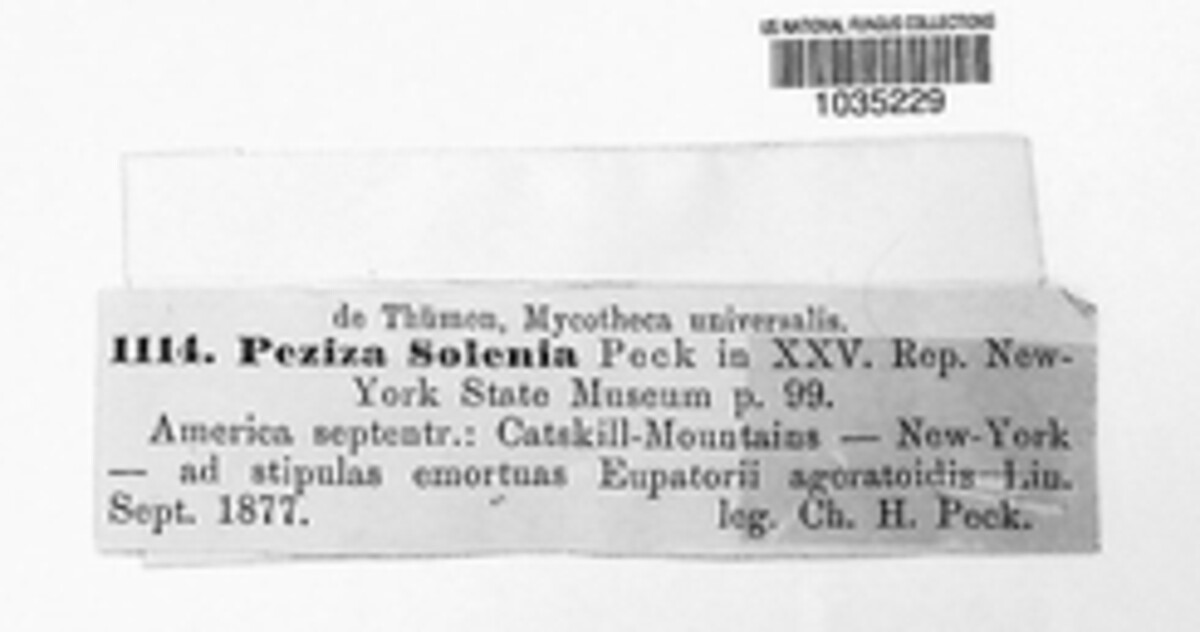 US NATIONAL FUNGUS COLLECTIONS
1035229
de Thümen, Mycotheca universalis.
1114. Peziza Solenia Peck in XXV. Rep. New-
York State Museum p. 99.
America septentr.: Catskill-Mountains — New-York
— ad stipulas emortuas Eupatorii ageratoidis Lin.
Sept. 1877. leg. Ch. H. Peck.